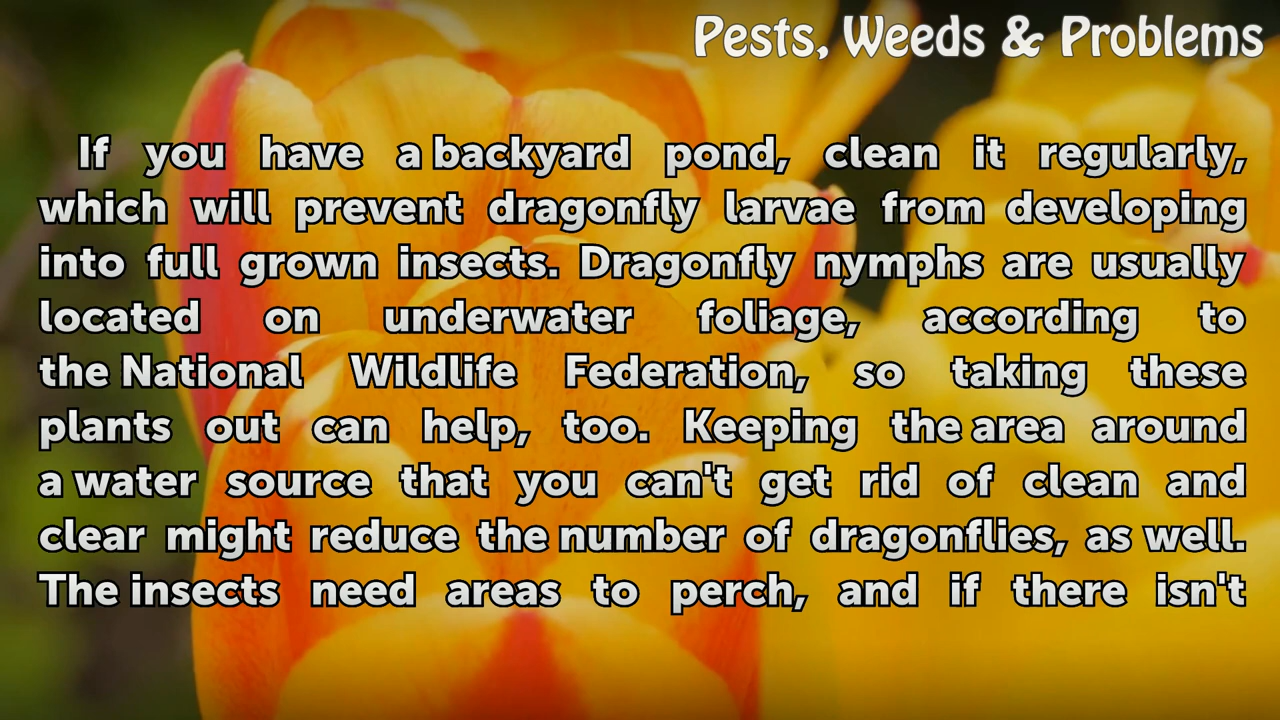 Pests, Weeds & Problems
If you have a backyard pond, clean it regularly,
which will prevent dragonfly larvae from developing
into full grown insects. Dragonfly nymphs are usually
located on underwater foliage, according to
the National Wildlife Federation, so taking these
plants out can help, too. Keeping the area around
a water source that you can't get rid of clean and
clear might reduce the number of dragonflies, as well.
The insects need areas to perch, and if there isn't